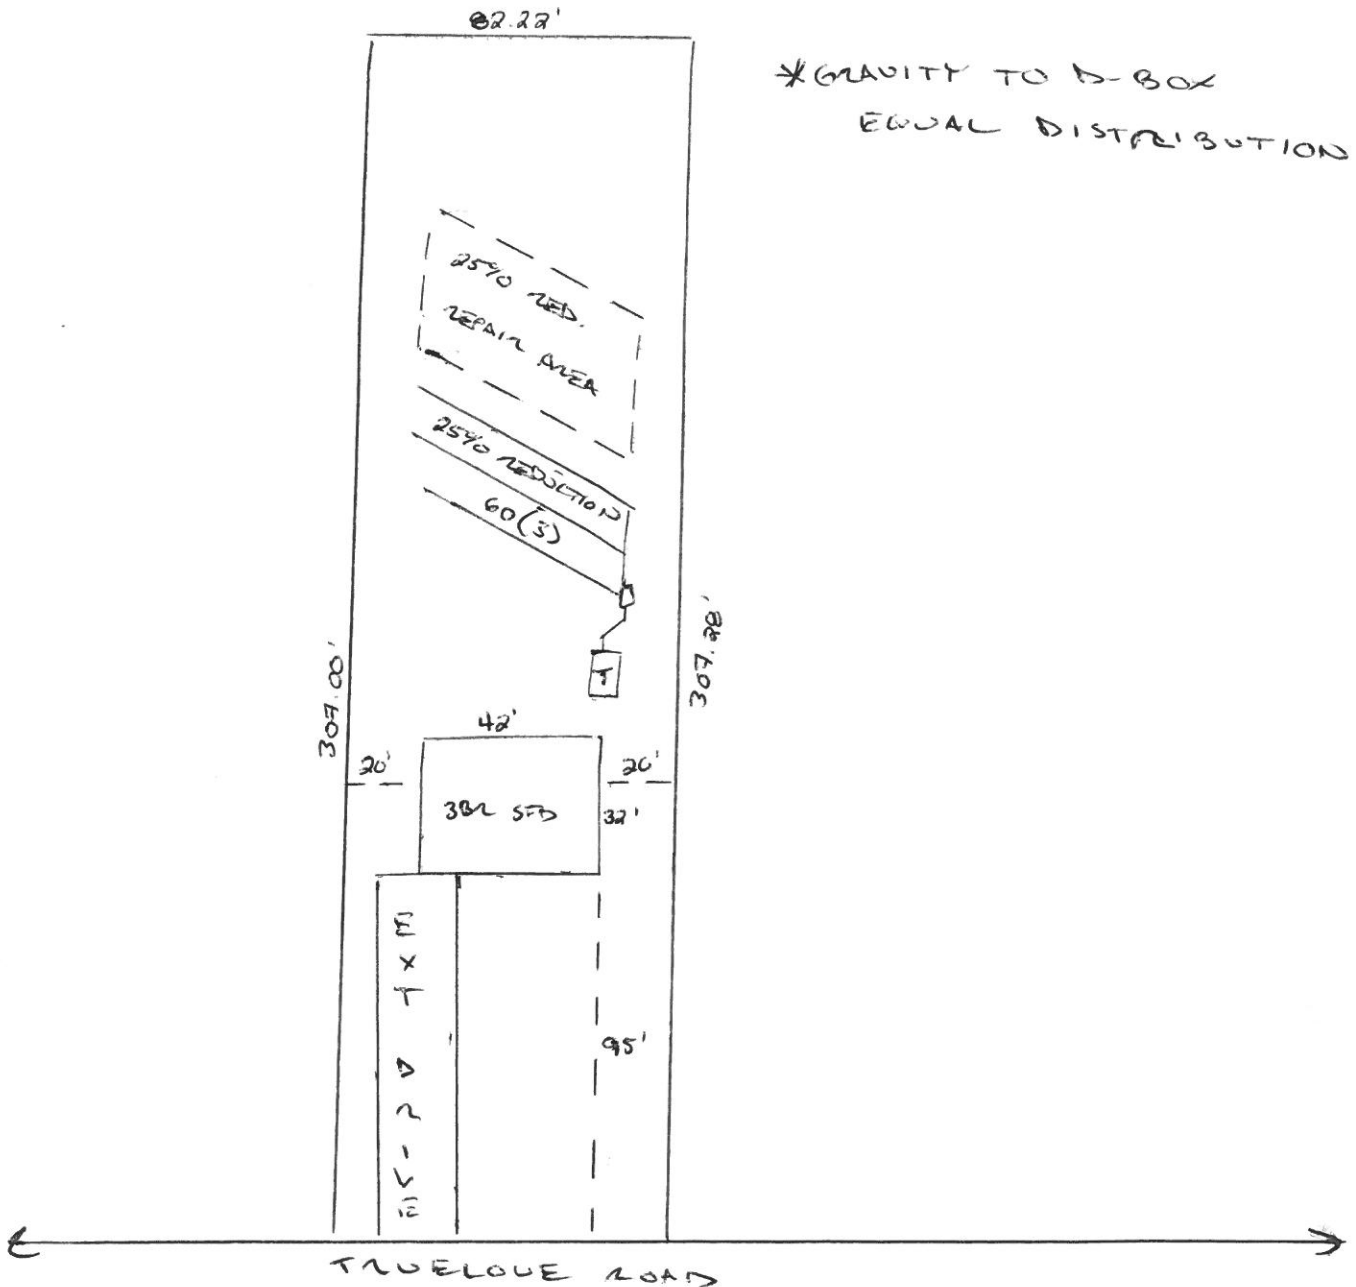 82.22'
*GRAVITY TO D-BOX
EQUAL DISTRIBUTION
25% RED.
REPAIR AREA
25% REDUCTION
60(3)
307.00'
307.28'
T
42'
20'
20'
3BR SFD
32'
EXT DRIVE
95'
TRUELOVE ROAD